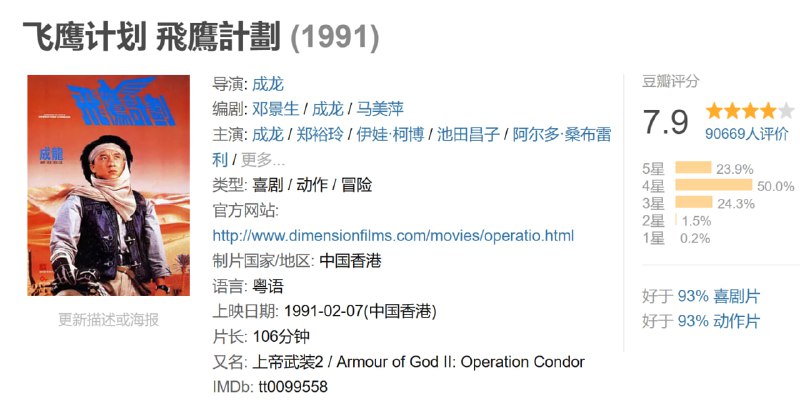 飞鹰计划 飛鷹計劃 (1991)
飛鷹計劃
成龍
导演: 成龙
编剧: 邓景生 / 成龙 / 马美萍
主演: 成龙 / 郑裕玲 / 伊娃·柯博 / 池田昌子 / 阿尔多·桑布雷
利 / 更多...
类型: 喜剧 / 动作 / 冒险
官方网站:
http://www.dimensionfilms.com/movies/operatio.html
制片国家/地区: 中国香港
语言: 粤语
上映日期: 1991-02-07(中国香港)
片长: 106分钟
又名: 上帝武装2 / Armour of God II: Operation Condor
IMDb: tt0099558
更新描述或海报
豆瓣评分
7.9
90669人评价
5星 23.9%
4星 50.0%
3星 24.3%
2星 1.5%
1星 0.2%
好于 93% 喜剧片
好于 93% 动作片